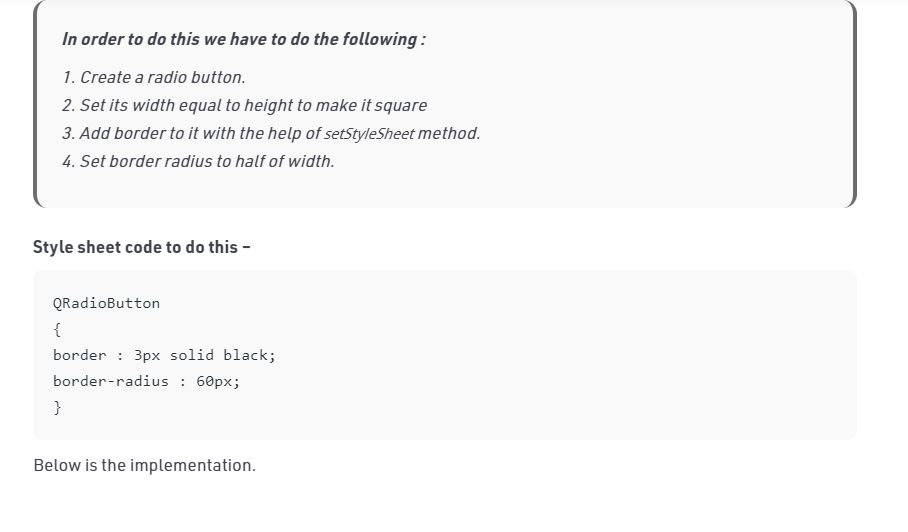 In order to do this we have to do the following :
1. Create a radio button.
2. Set its width equal to height to make it square
3. Add border to it with the help of setStyleSheet method.
4. Set border radius to half of width.
Style sheet code to do this –
QRadioButton
{
border : 3px solid black;
border-radius : 60px;
}
Below is the implementation.